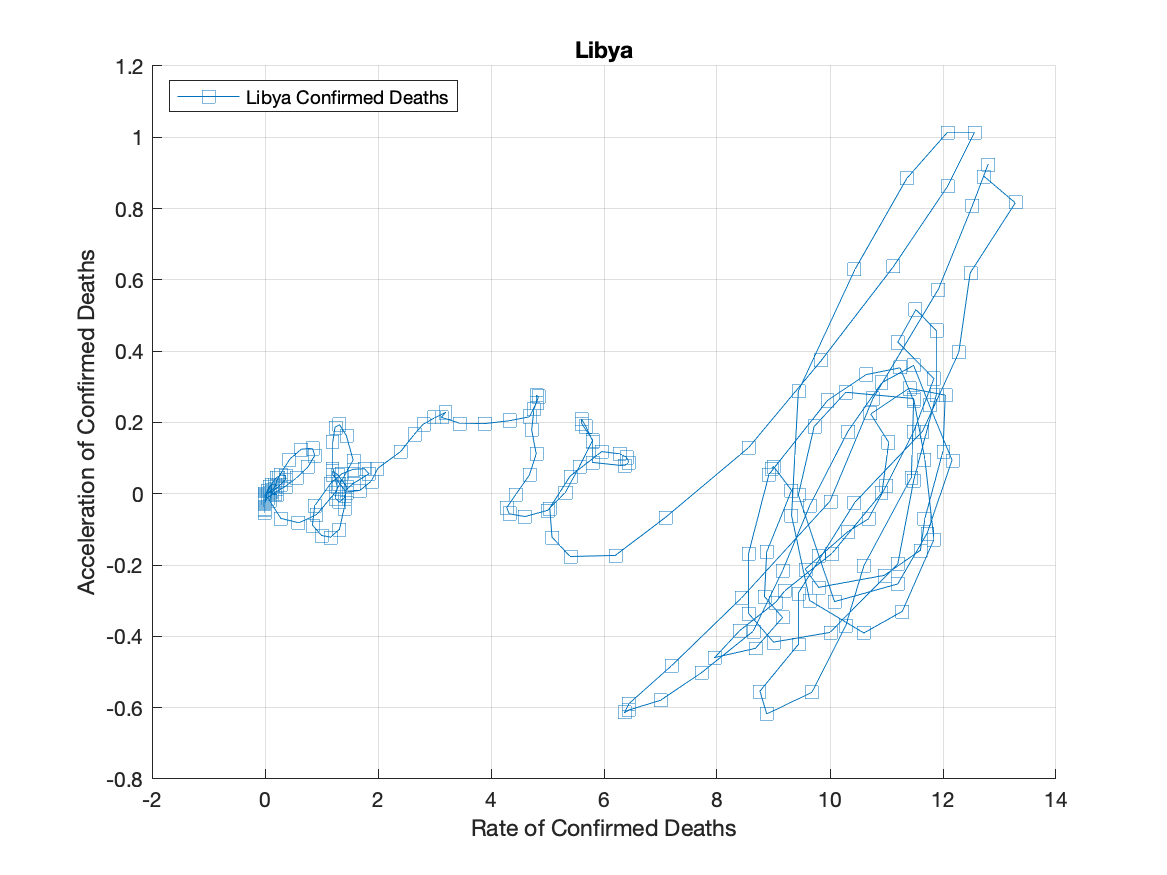 Libya
Libya Confirmed Deaths
1.2
1
0.8
0.6
0.4
0.2
0
-0.2
-0.4
-0.6
-0.8
Acceleration of Confirmed Deaths
-2 0 2 4 6 8 10 12 14
Rate of Confirmed Deaths